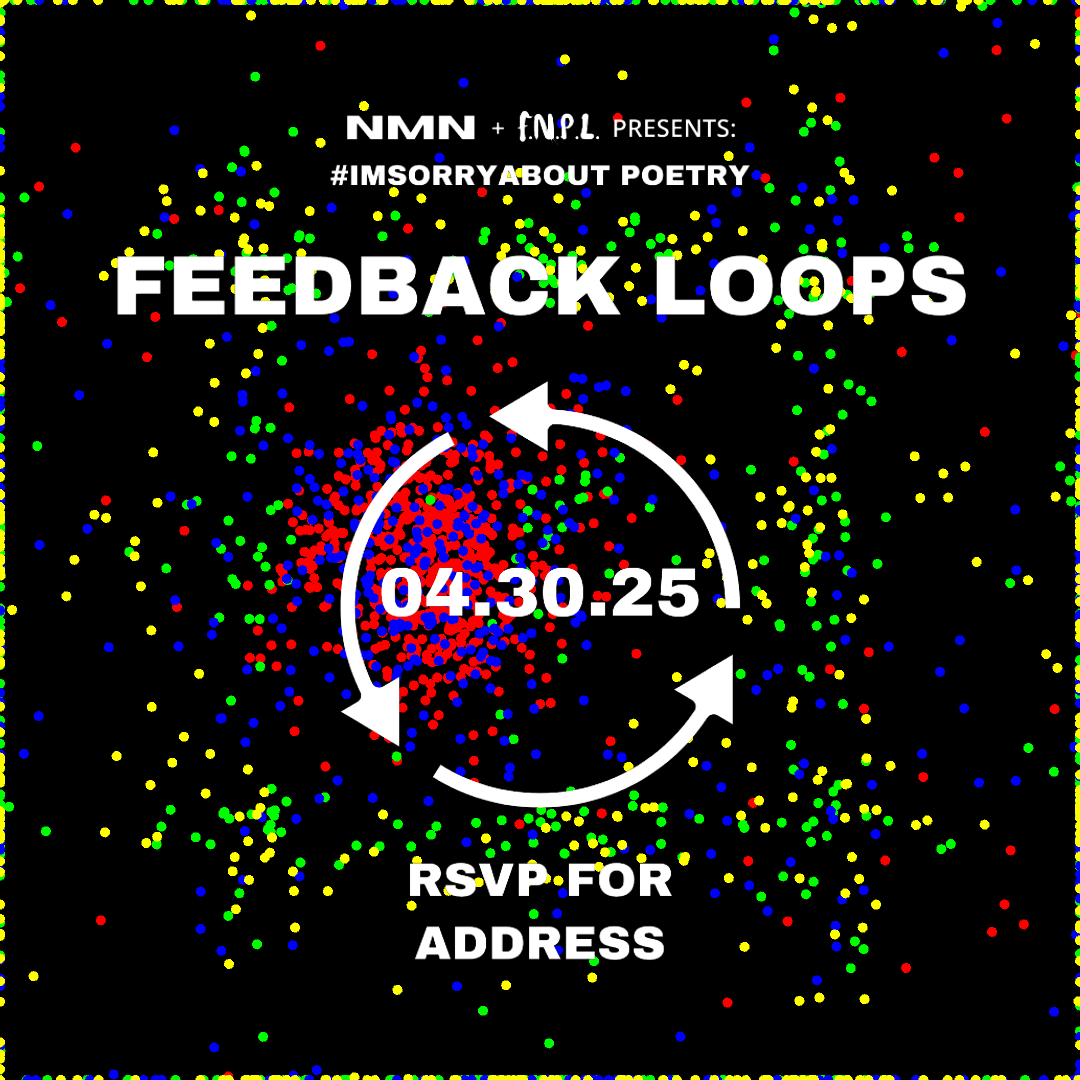 NMN + F.N.P.L. PRESENTS:
#IMSORRYABOUT POETRY
FEEDBACK LOOPS
04.30.25
RSVP FOR
ADDRESS